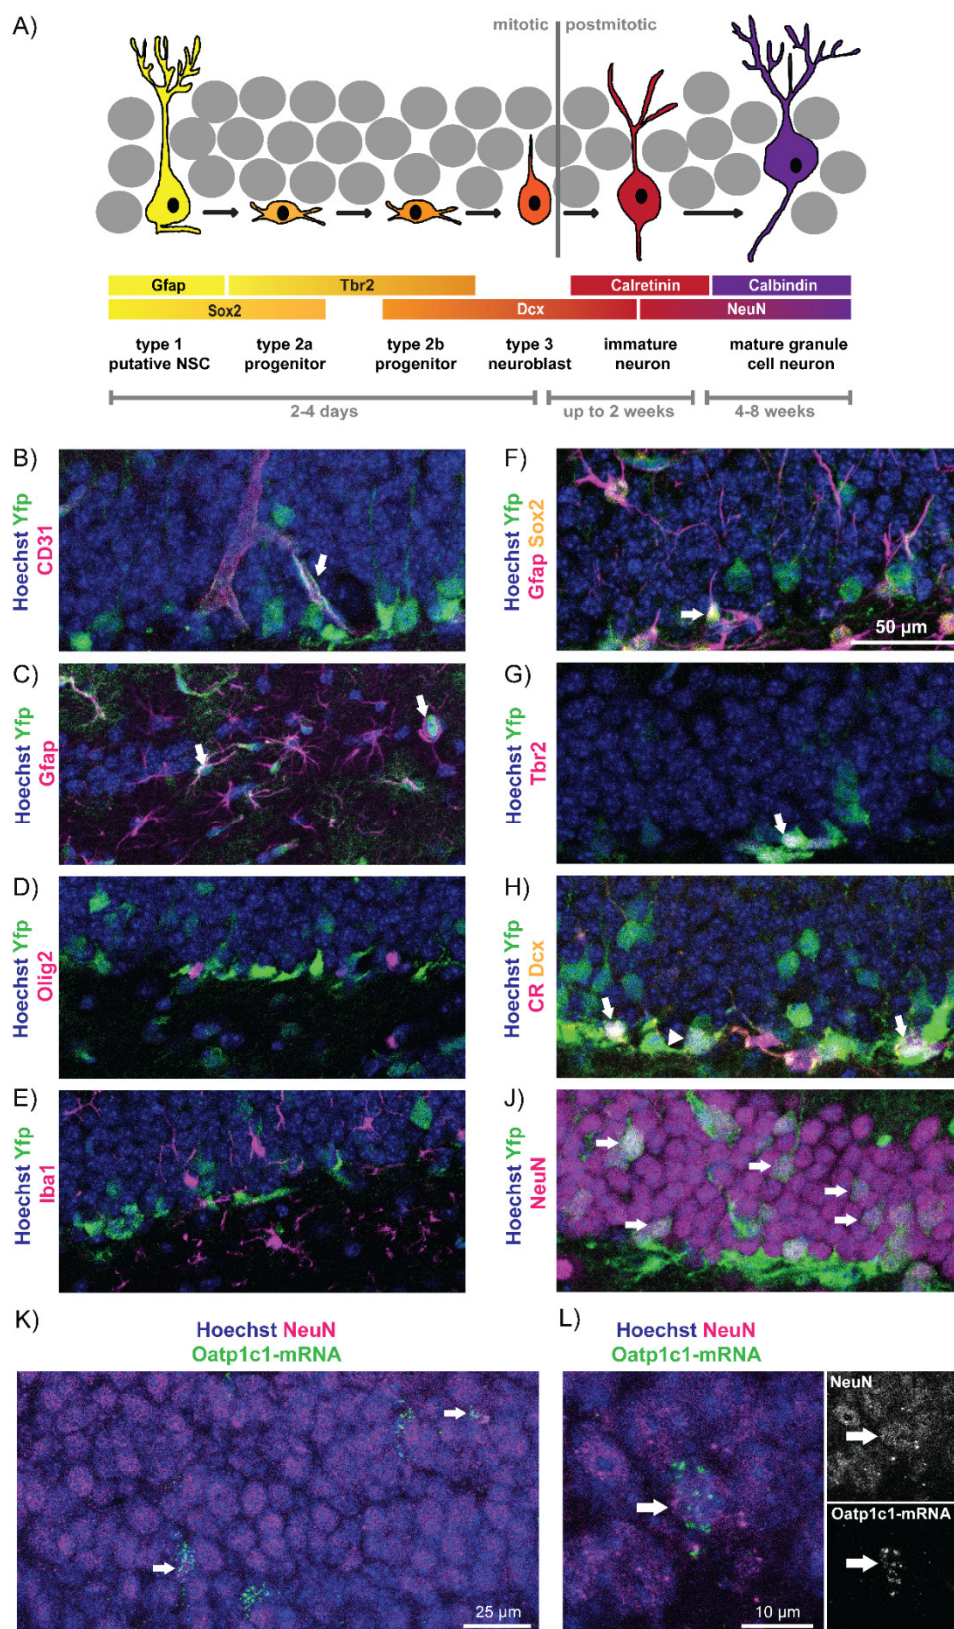 A)
mitotic postmitotic
Gfap Tbr2 Calretinin Calbindin
Sox2 Dcx NeuN
type 1 type 2a type 2b type 3 immature mature granule
putative NSC progenitor progenitor neuroblast neuron cell neuron
2-4 days up to 2 weeks 4-8 weeks
B)
Hoechst Yfp
CD31
C)
Hoechst Yfp
Gfap
D)
Hoechst Yfp
Olig2
E)
Hoechst Yfp
Iba1
F)
Hoechst Yfp
Gfap Sox2
50 µm
G)
Hoechst Yfp
Tbr2
H)
Hoechst Yfp
CR Dcx
J)
Hoechst Yfp
NeuN
K)
Hoechst NeuN
Oatp1c1-mRNA
25 µm
L)
Hoechst NeuN
Oatp1c1-mRNA
10 µm
NeuN
Oatp1c1-mRNA